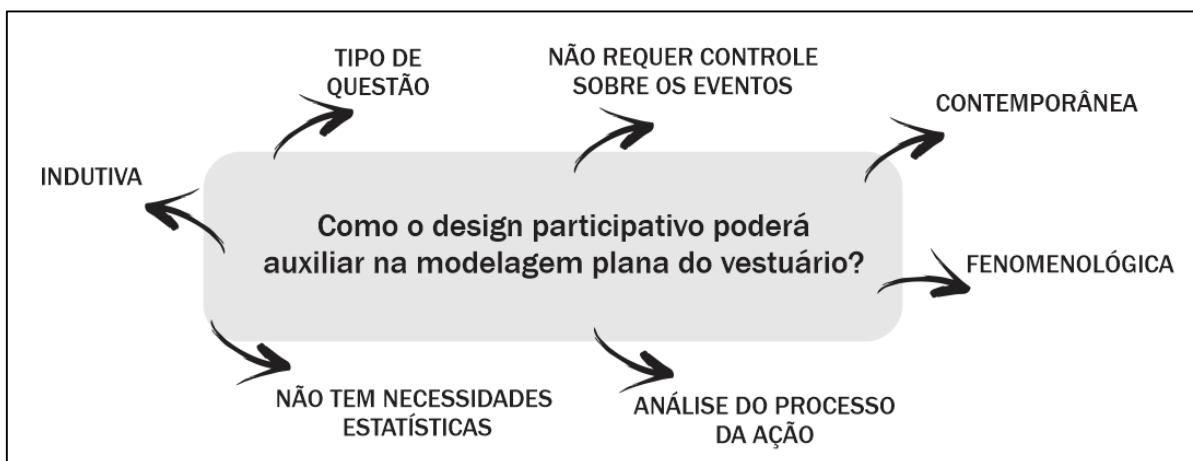 TIPO DE
QUESTÃO
NÃO REQUER CONTROLE
SOBRE OS EVENTOS
CONTEMPORÂNEA
INDUTIVA
Como o design participativo poderá
auxiliar na modelagem plana do vestuário?
FENOMENOLÓGICA
NÃO TEM NECESSIDADES
ESTATÍSTICAS
ANÁLISE DO PROCESSO
DA AÇÃO